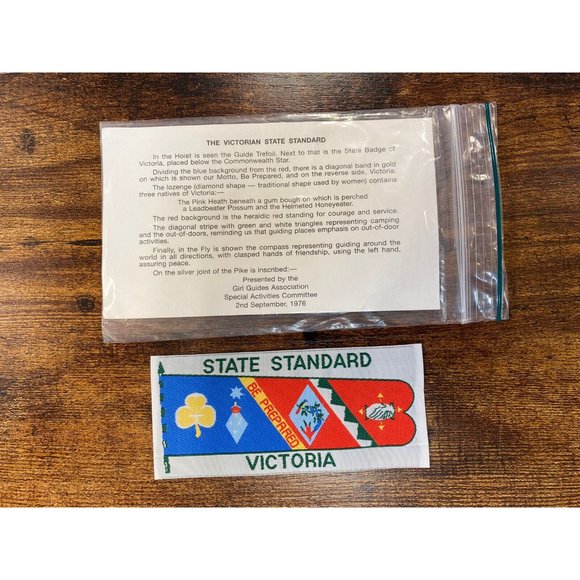 THE VICTORIAN STATE STANDARD
In the Hoist is seen the Guide Trefoil. Next to that is the State Badge of
Victoria, placed below the Commonwealth Star.
Dividing the blue background from the red, there is a diagonal band in gold
on which is shown our Motto, Be Prepared, and on the reverse side, Victoria.
The lozenge (diamond shape — traditional shape used by women) contains
three natives of Victoria:—
The Pink Heath beneath a gum bough on which is perched
a Leadbeater Possum and the Helmeted Honeyeater.
The red background is the heraldic red standing for courage and service.
The diagonal stripe with green and white triangles representing camping
and the out-of-doors, reminding us that guiding places emphasis on out-of-door
activities.
Finally, in the Fly is shown the compass representing guiding around the
world in all directions, with clasped hands of friendship, using the left hand,
assuring peace.
On the silver joint of the Pike is inscribed:—
Presented by the
Girl Guides Association
Special Activities Committee
2nd September, 1976
STATE STANDARD
BE PREPARED
VICTORIA